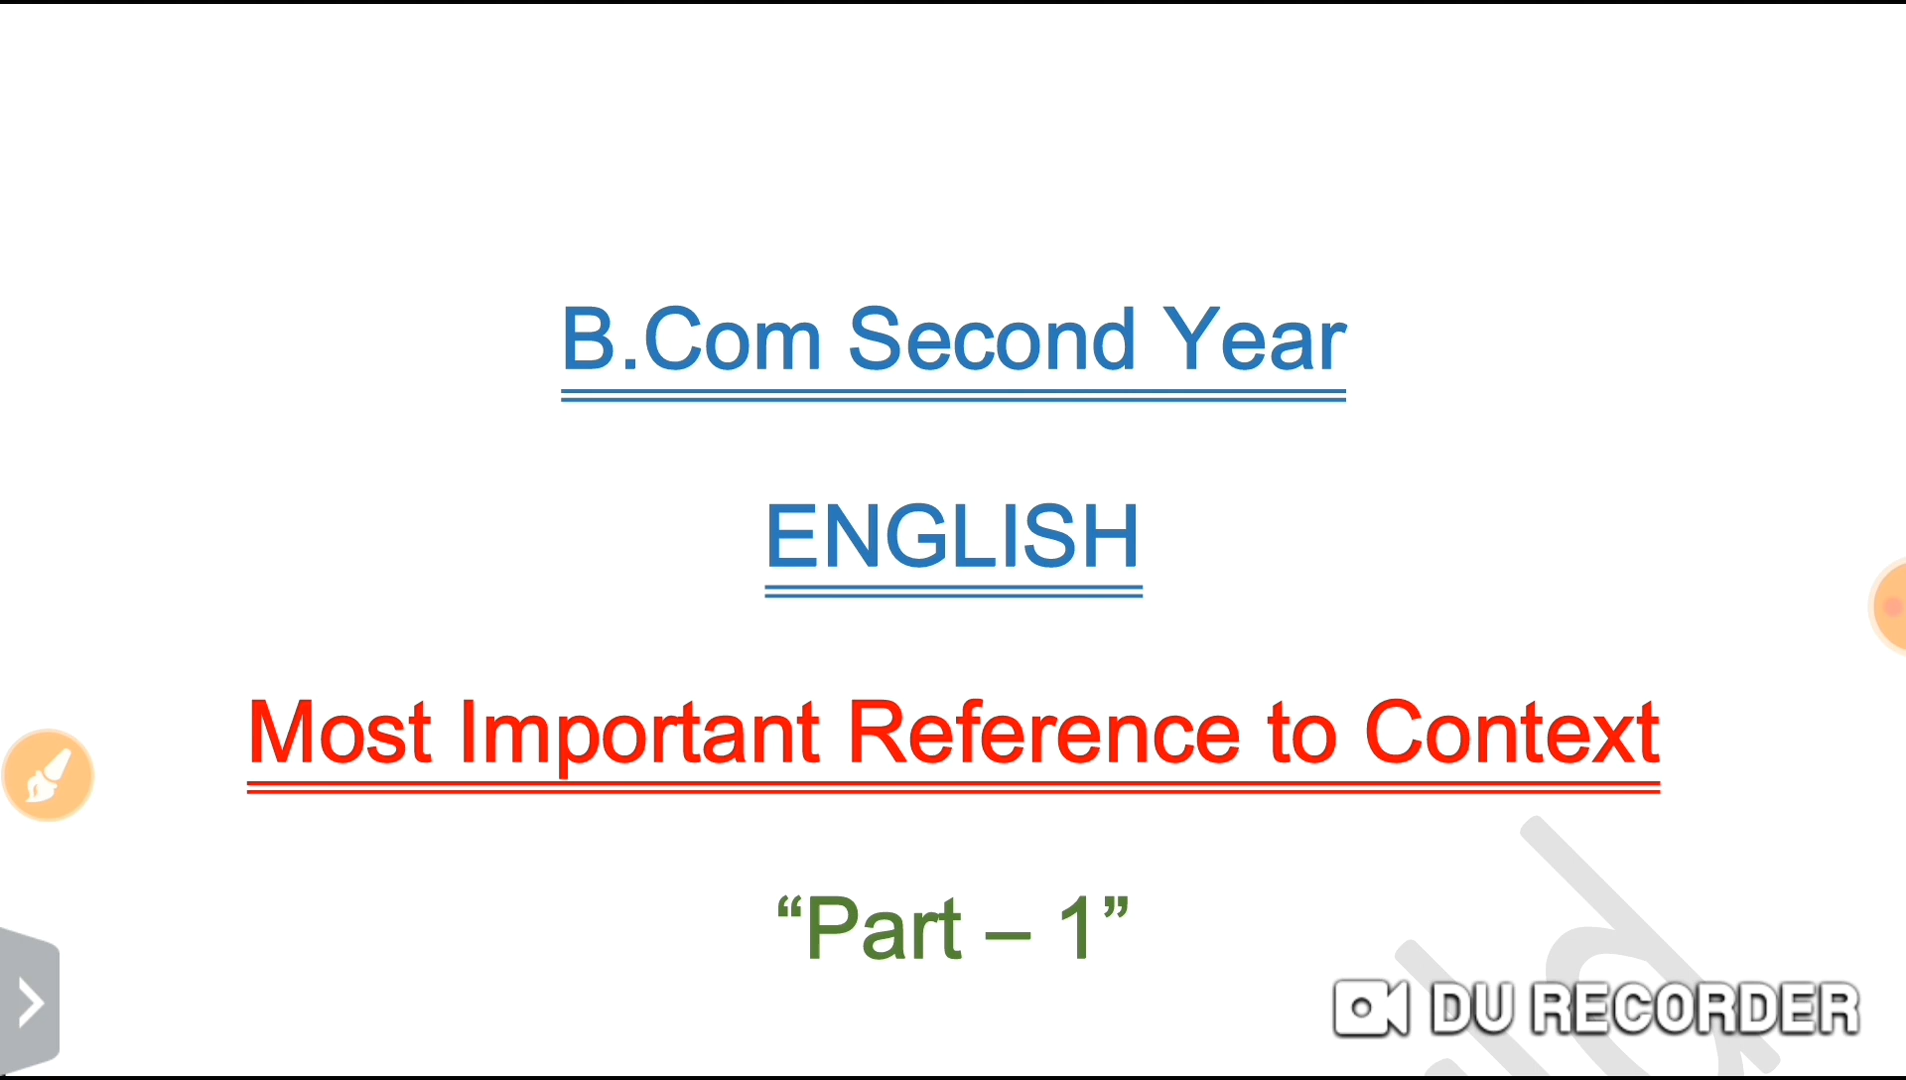 B.Com Second Year
ENGLISH
Most Important Reference to Context
“Part – 1”
DU RECORDER